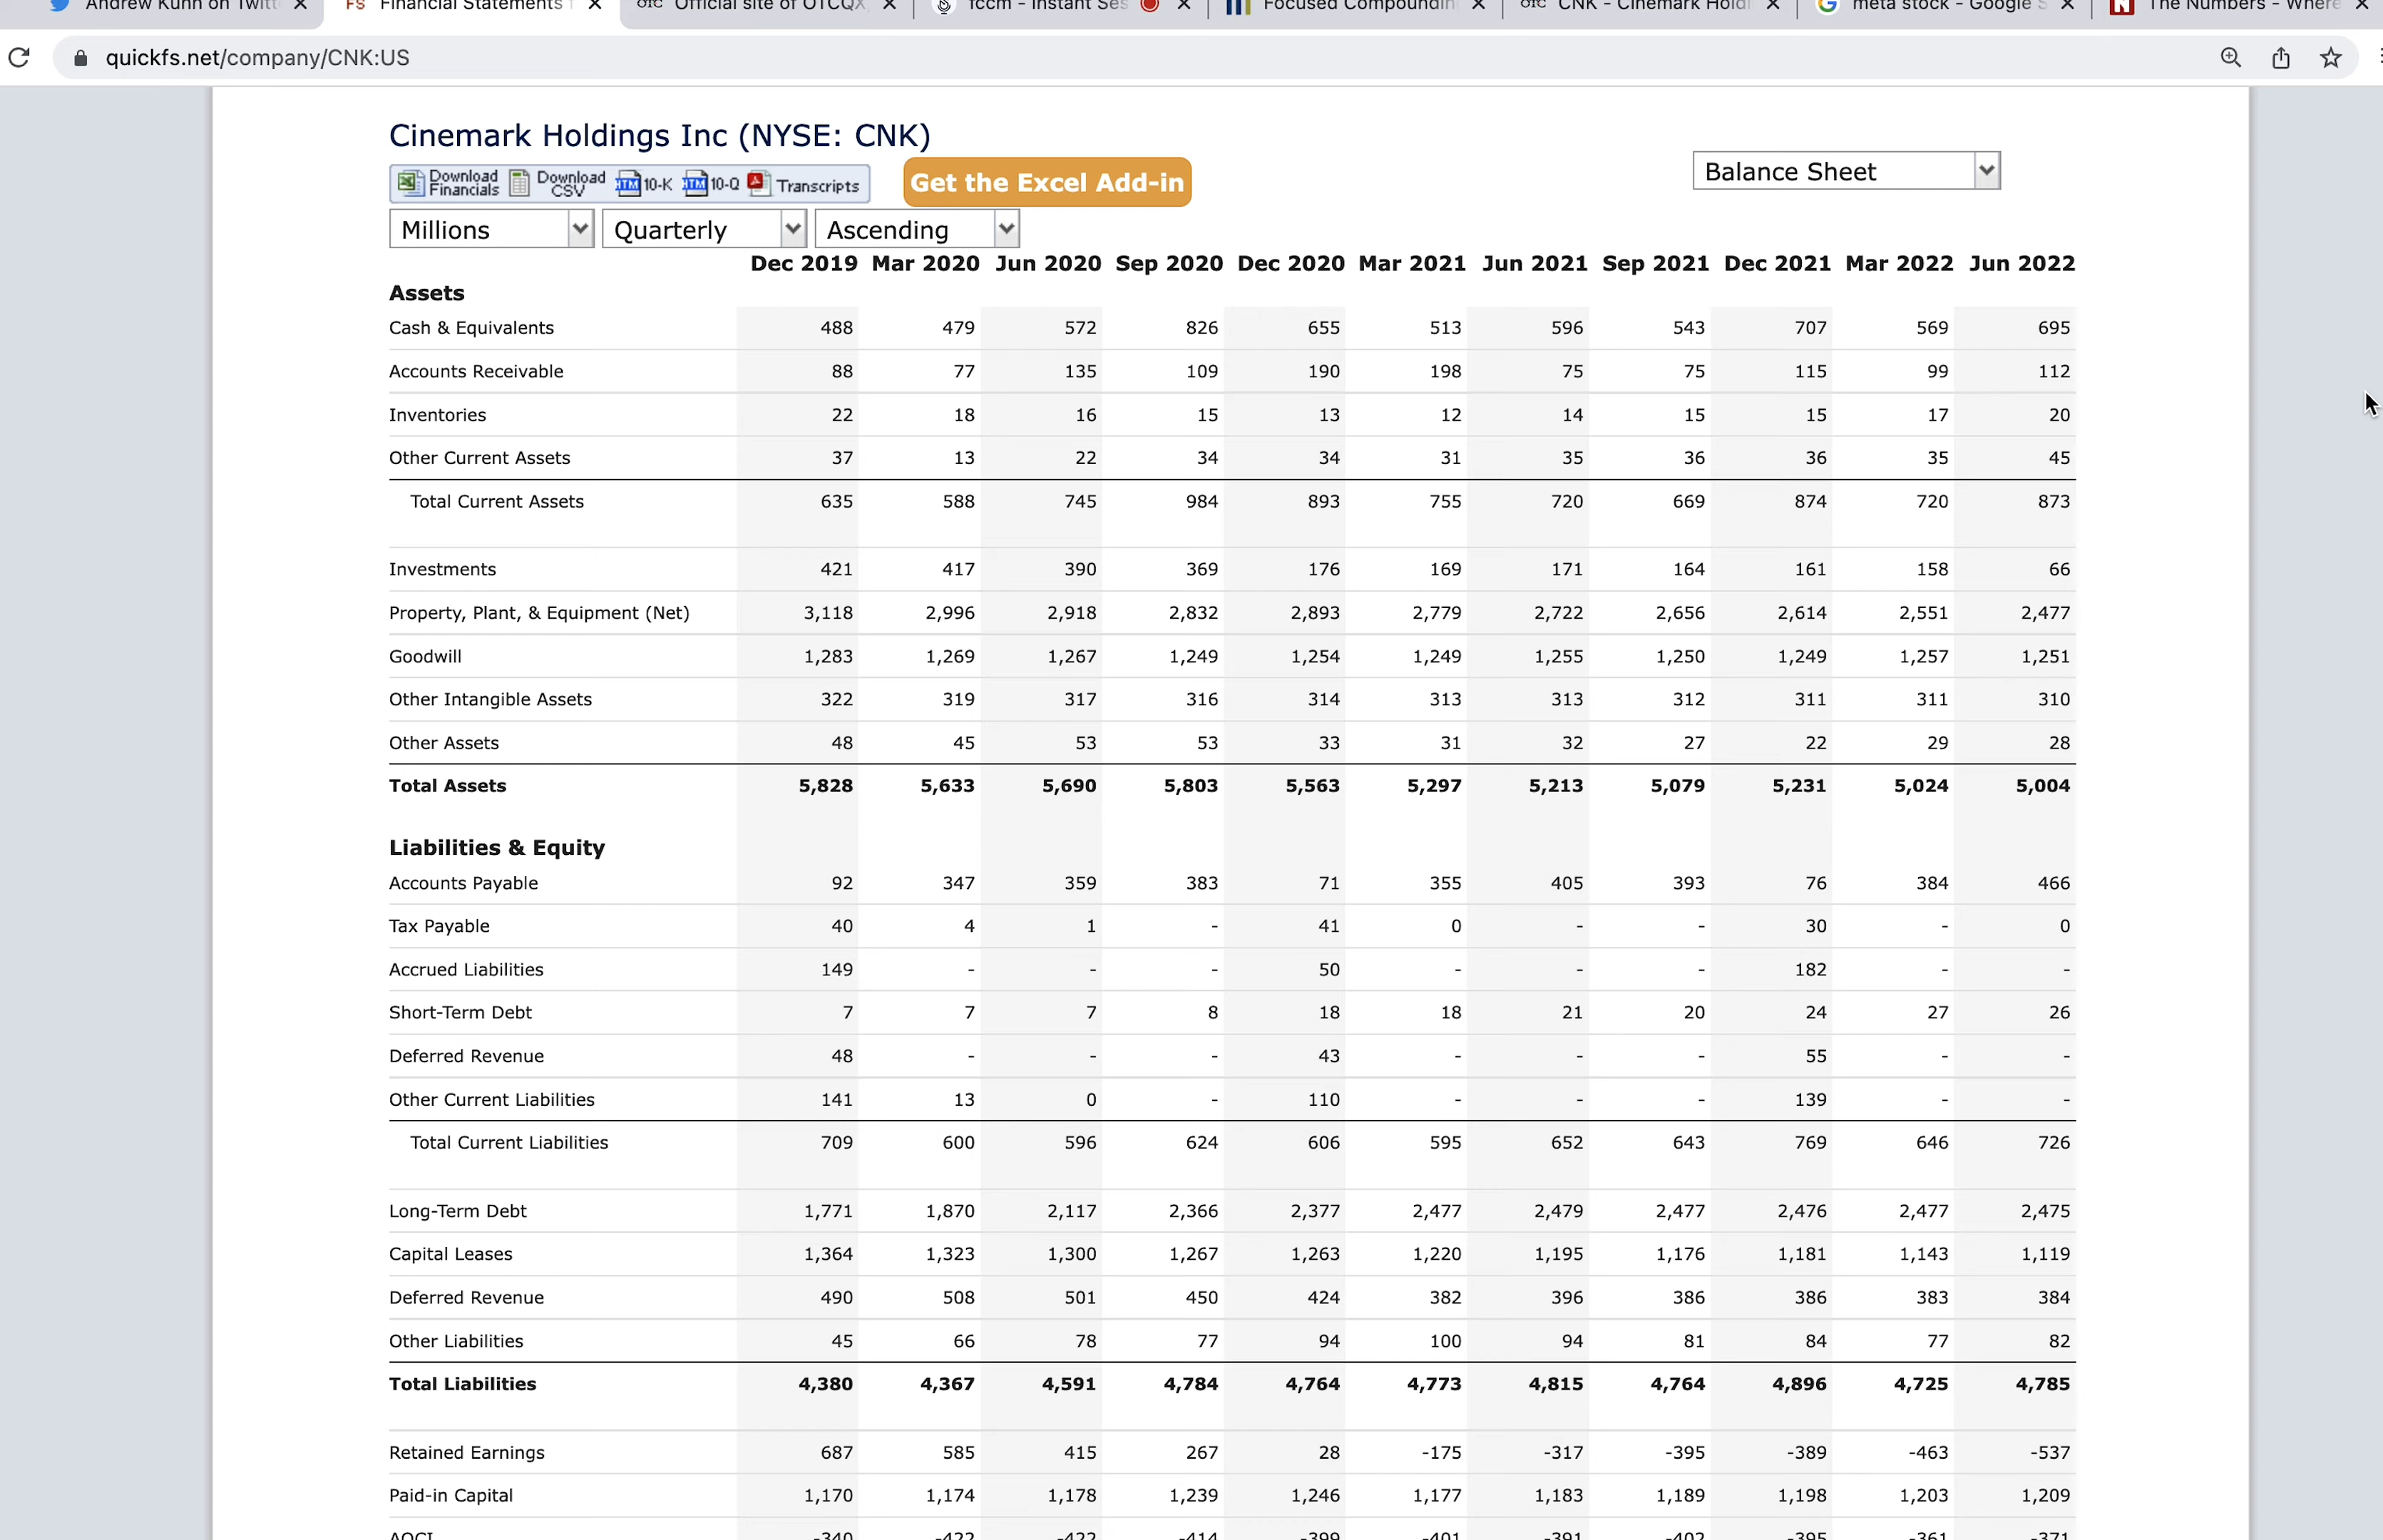 Andrew Kuhn on Twitt
FS Financial Statements f
OTC Official site of OTCQX,
fccm - Instant Ses
Focused Compoundin
OTC CNK - Cinemark Holdi
meta stock - Google S
N The Numbers - Where
quickfs.net/company/CNK:US
Cinemark Holdings Inc (NYSE: CNK)
Download Financials Download CSV 10-K 10-Q Transcripts Get the Excel Add-in Balance Sheet
Millions Quarterly Ascending
Dec 2019 Mar 2020 Jun 2020 Sep 2020 Dec 2020 Mar 2021 Jun 2021 Sep 2021 Dec 2021 Mar 2022 Jun 2022
Assets
Cash & Equivalents 488 479 572 826 655 513 596 543 707 569 695
Accounts Receivable 88 77 135 109 190 198 75 75 115 99 112
Inventories 22 18 16 15 13 12 14 15 15 17 20
Other Current Assets 37 13 22 34 34 31 35 36 36 35 45
Total Current Assets 635 588 745 984 893 755 720 669 874 720 873
Investments 421 417 390 369 176 169 171 164 161 158 66
Property, Plant, & Equipment (Net) 3,118 2,996 2,918 2,832 2,893 2,779 2,722 2,656 2,614 2,551 2,477
Goodwill 1,283 1,269 1,267 1,249 1,254 1,249 1,255 1,250 1,249 1,257 1,251
Other Intangible Assets 322 319 317 316 314 313 313 312 311 311 310
Other Assets 48 45 53 53 33 31 32 27 22 29 28
Total Assets 5,828 5,633 5,690 5,803 5,563 5,297 5,213 5,079 5,231 5,024 5,004
Liabilities & Equity
Accounts Payable 92 347 359 383 71 355 405 393 76 384 466
Tax Payable 40 4 1 - 41 0 - - 30 - 0
Accrued Liabilities 149 - - - 50 - - - 182 - -
Short-Term Debt 7 7 7 8 18 18 21 20 24 27 26
Deferred Revenue 48 - - - 43 - - - 55 - -
Other Current Liabilities 141 13 0 - 110 - - - 139 - -
Total Current Liabilities 709 600 596 624 606 595 652 643 769 646 726
Long-Term Debt 1,771 1,870 2,117 2,366 2,377 2,477 2,479 2,477 2,476 2,477 2,475
Capital Leases 1,364 1,323 1,300 1,267 1,263 1,220 1,195 1,176 1,181 1,143 1,119
Deferred Revenue 490 508 501 450 424 382 396 386 386 383 384
Other Liabilities 45 66 78 77 94 100 94 81 84 77 82
Total Liabilities 4,380 4,367 4,591 4,784 4,764 4,773 4,815 4,764 4,896 4,725 4,785
Retained Earnings 687 585 415 267 28 -175 -317 -395 -389 -463 -537
Paid-in Capital 1,170 1,174 1,178 1,239 1,246 1,177 1,183 1,189 1,198 1,203 1,209
AOCI -340 -422 -422 -414 -399 -401 -391 -402 -395 -361 -371